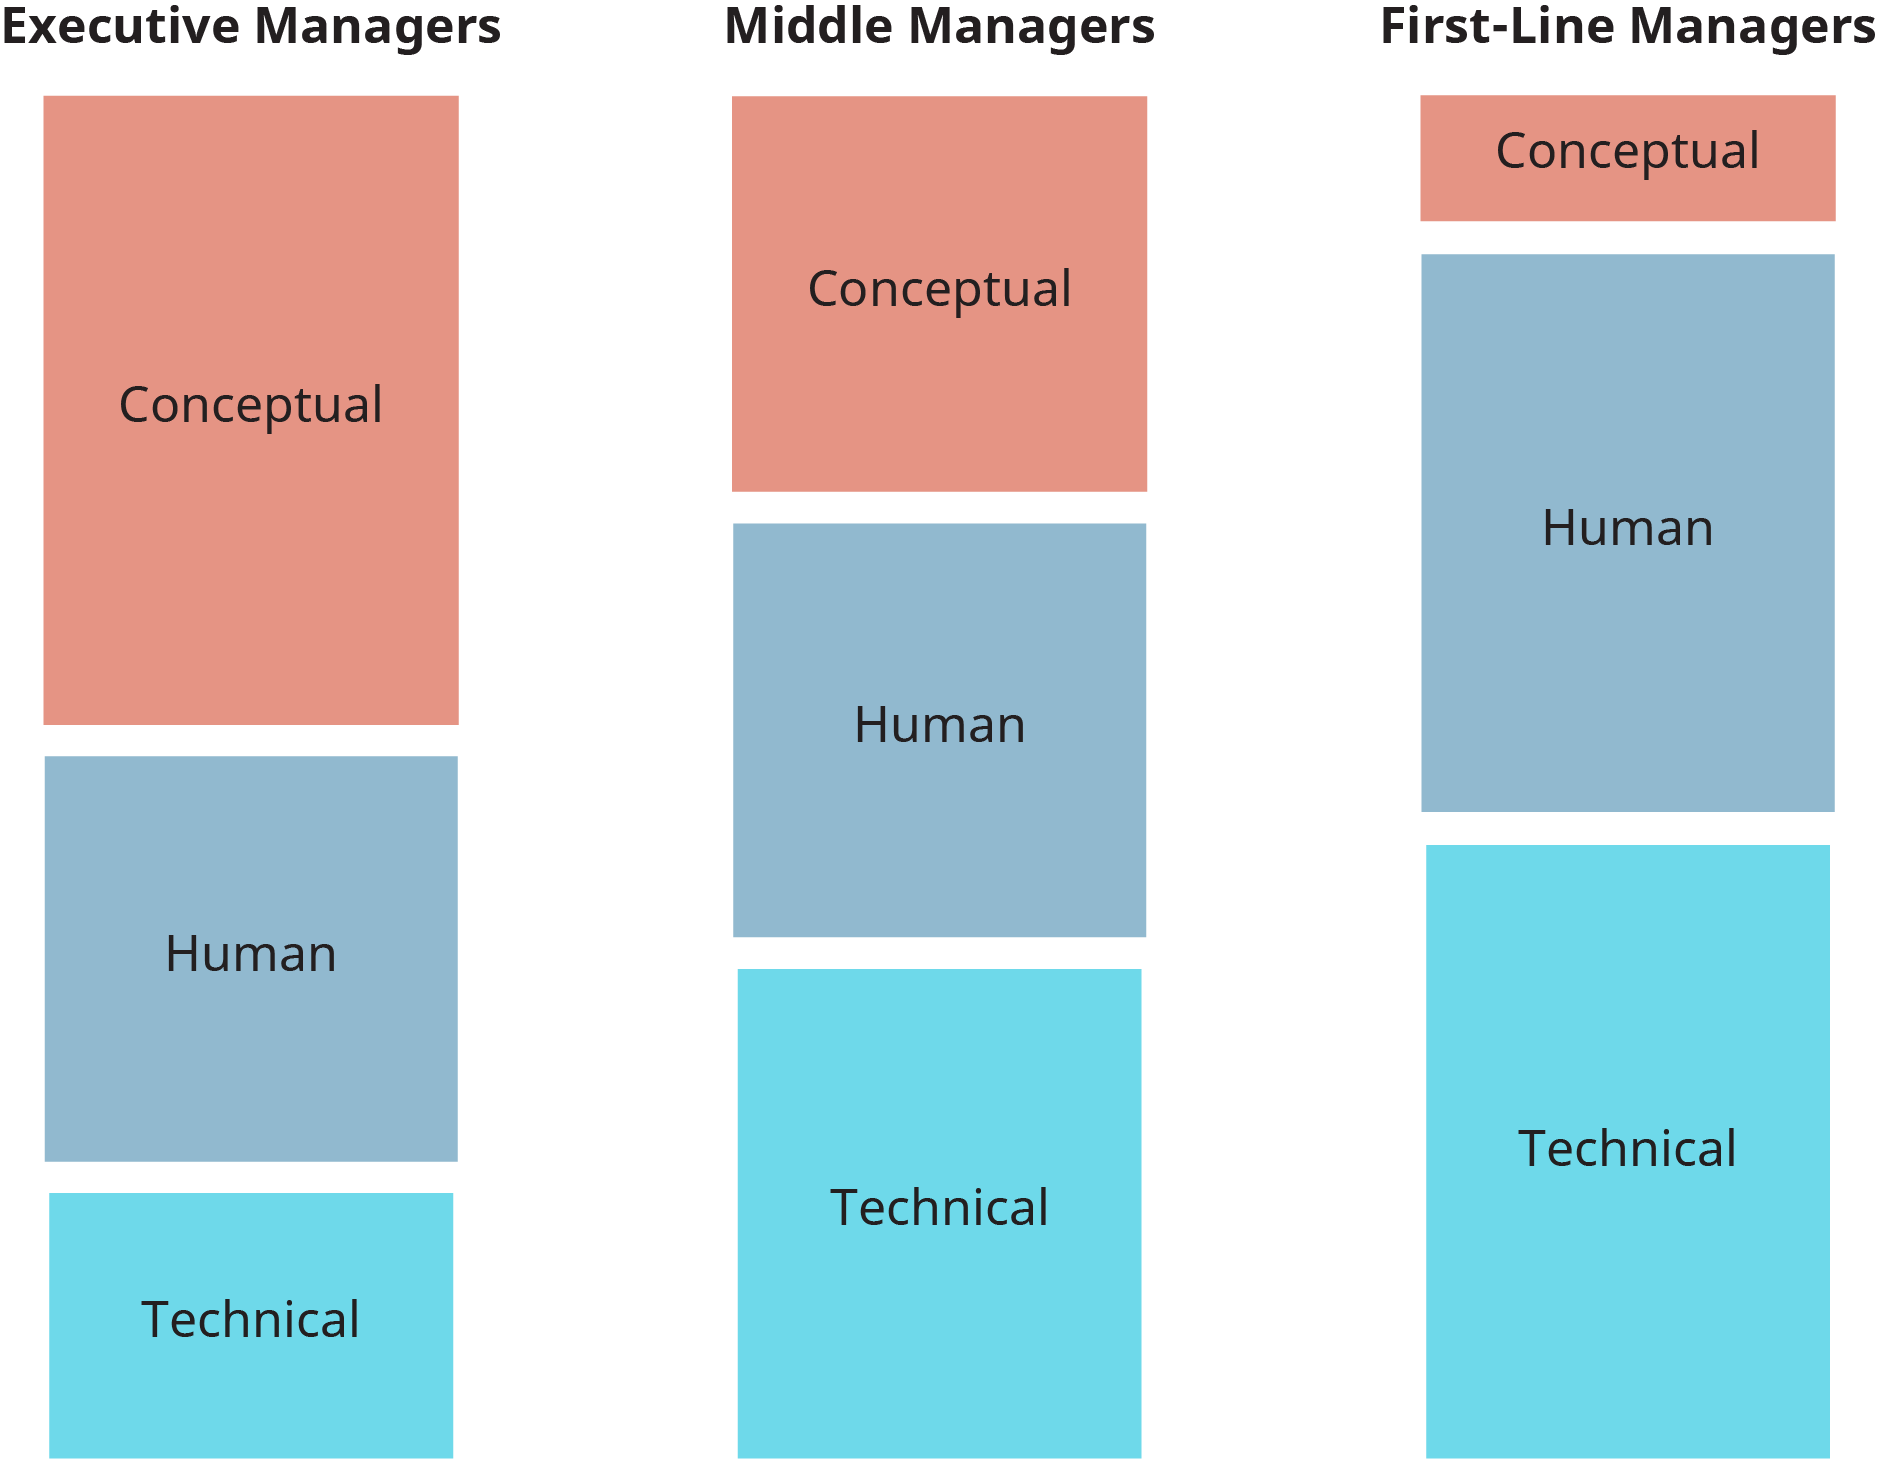 Executive Managers
Conceptual
Human
Technical
Middle Managers
Conceptual
Human
Technical
First-Line Managers
Conceptual
Human
Technical